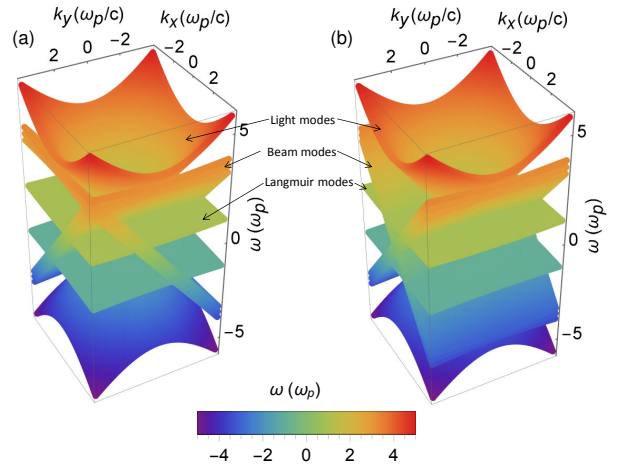 k_y(ω_p/c) k_x(ω_p/c) k_y(ω_p/c) k_x(ω_p/c)
(a) 2 0 −2 −2 0 2 (b) 2 0 −2 −2 0 2
5 5
Light modes
Beam modes
Langmuir modes
ω (ω_p) ω (ω_p)
0 0
−5 −5
ω (ω_p)
−4 −2 0 2 4